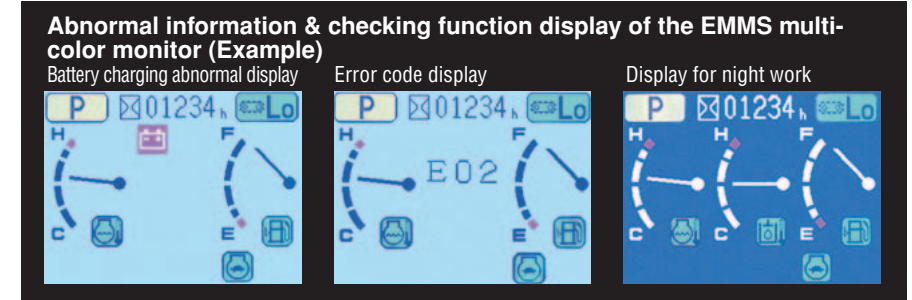 Abnormal information & checking function display of the EMMS multi-
color monitor (Example)
Battery charging abnormal display
Error code display
Display for night work
P 01234h Lo
H F
C E
P 01234h Lo
H F
E02
C E
P 01234h Lo
H H F
C C E